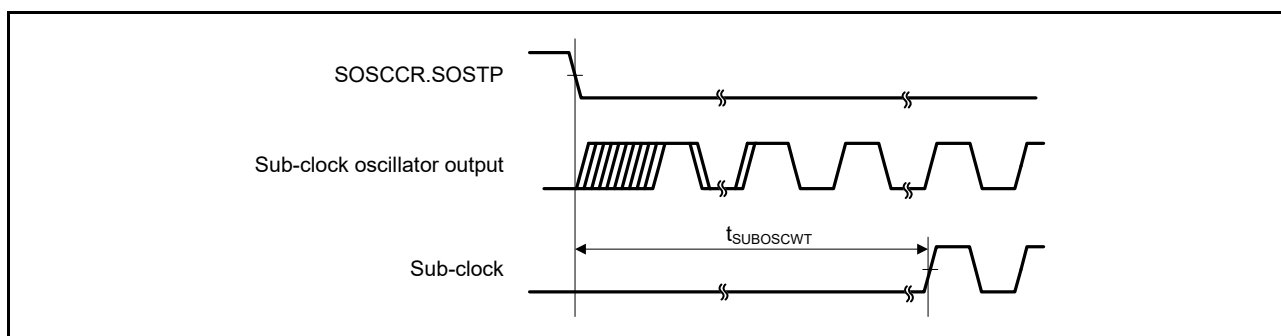 SOSCCR.SOSTP
Sub-clock oscillator output
tSUBOSCWT
Sub-clock